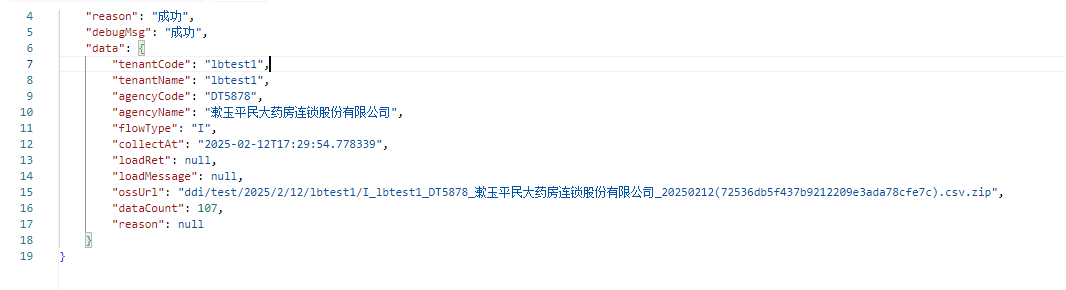 4 "reason": "成功",
5 "debugMsg": "成功",
6 "data": {
7 "tenantCode": "lbtest1",
8 "tenantName": "lbtest1",
9 "agencyCode": "DT5878",
10 "agencyName": "漱玉平民大药房连锁股份有限公司",
11 "flowType": "I",
12 "collectAt": "2025-02-12T17:29:54.778339",
13 "loadRet": null,
14 "loadMessage": null,
15 "ossUrl": "ddi/test/2025/2/12/lbtest1/I_lbtest1_DT5878_漱玉平民大药房连锁股份有限公司_20250212(72536db5f437b9212209e3ada78cfe7c).csv.zip",
16 "dataCount": 107,
17 "reason": null
18 }
19 }